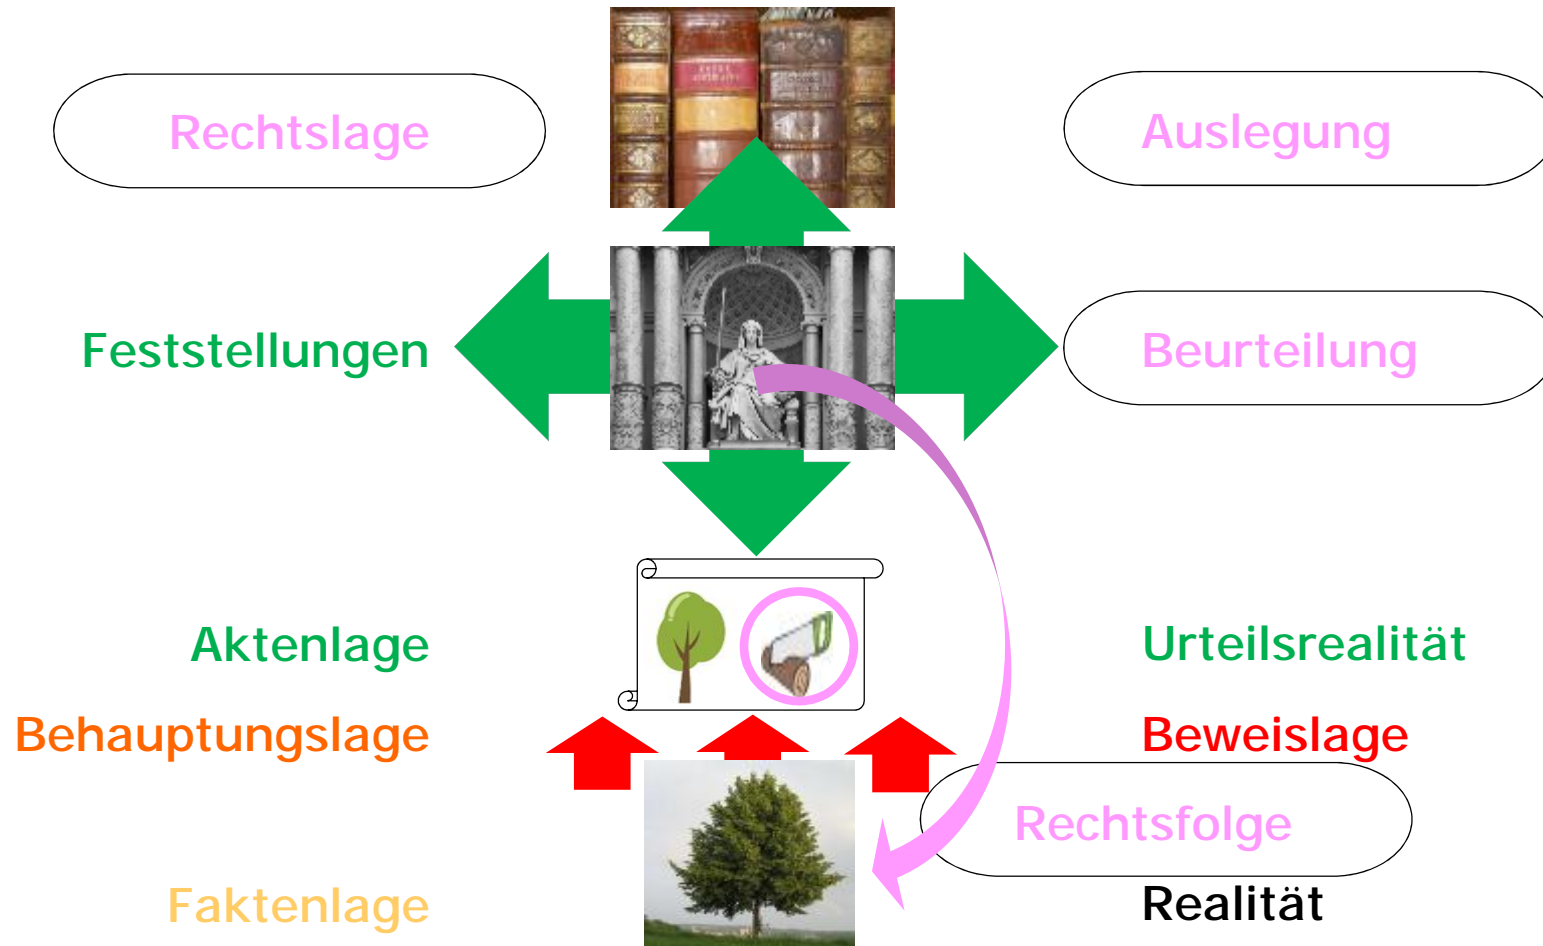 Rechtslage
Auslegung
Feststellungen
Beurteilung
Aktenlage
Urteilsrealität
Behauptungslage
Beweislage
Rechtsfolge
Faktenlage
Realität